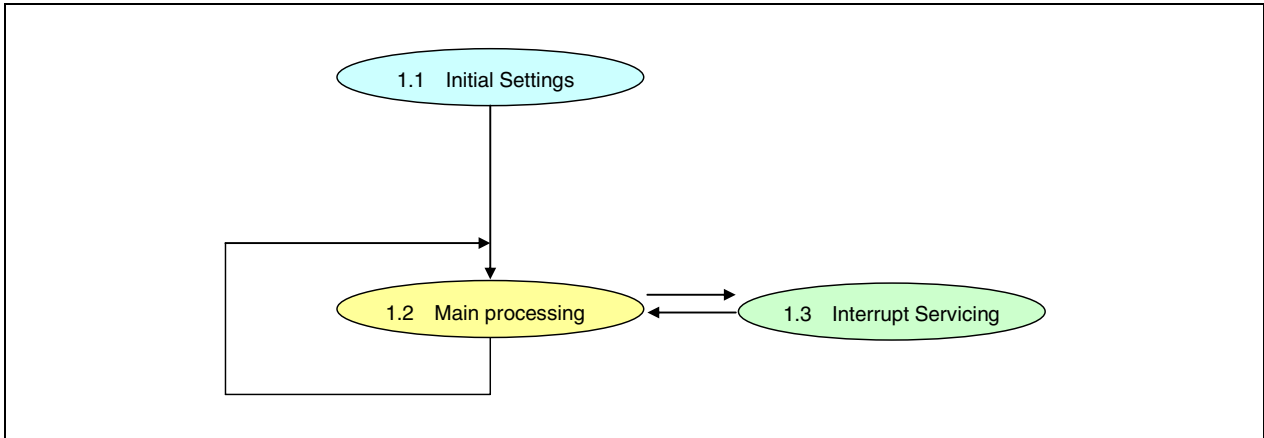 1.1 Initial Settings
1.2 Main processing
1.3 Interrupt Servicing